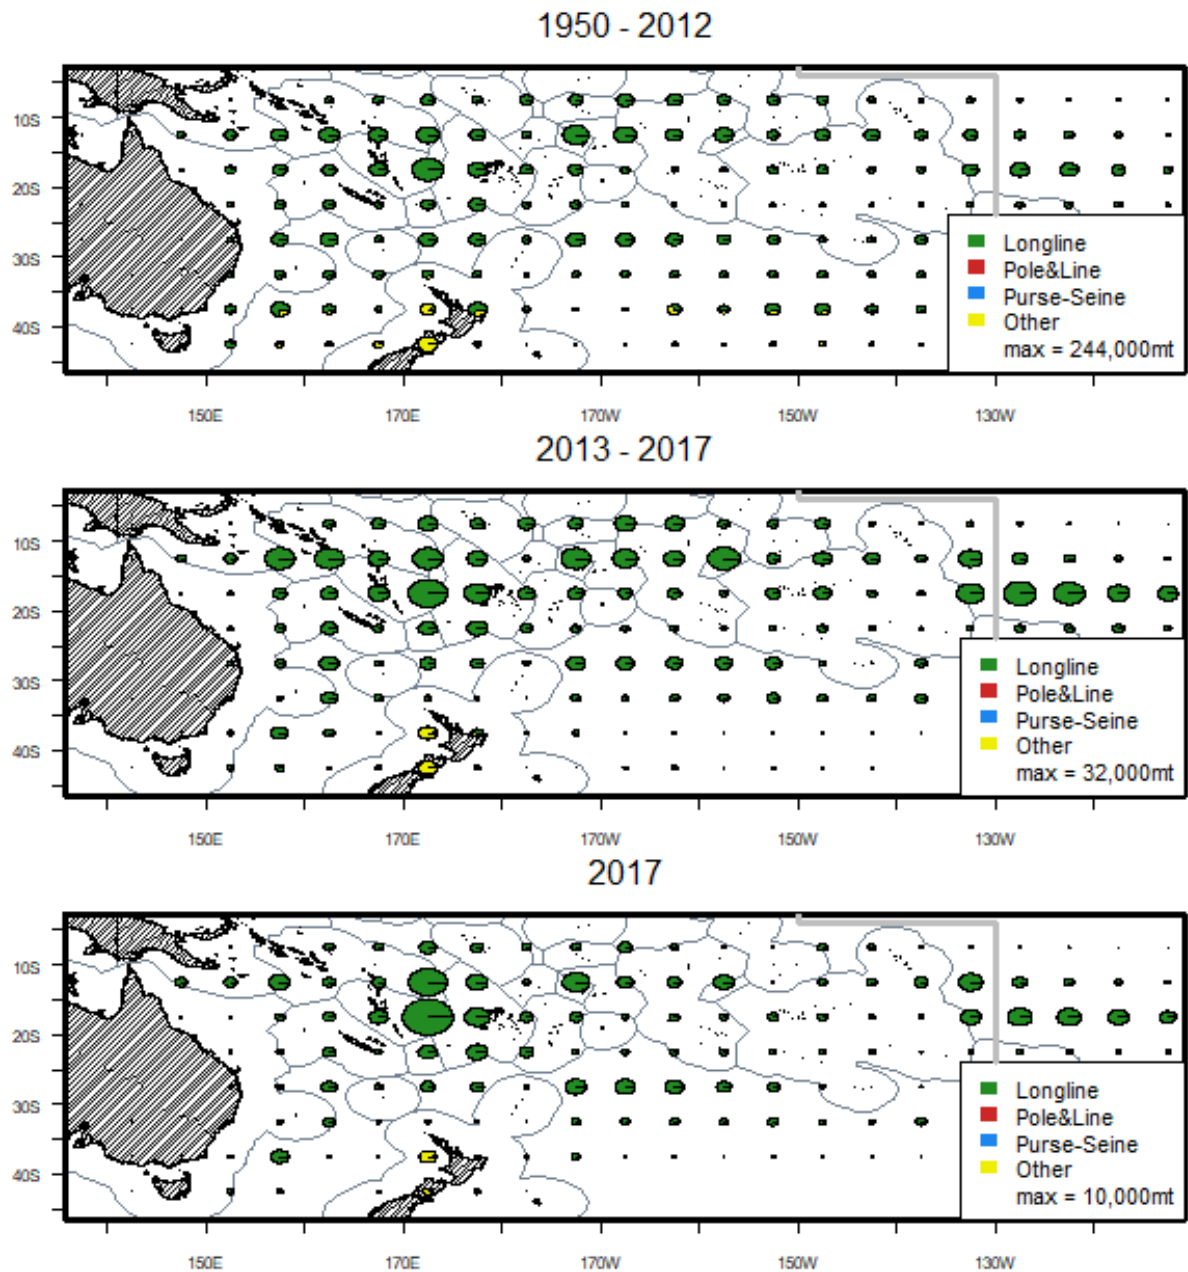 1950 - 2012
10S
20S
30S
40S
Longline
Pole&Line
Purse-Seine
Other
max = 244,000mt
150E
170E
170W
150W
130W
2013 - 2017
10S
20S
30S
40S
Longline
Pole&Line
Purse-Seine
Other
max = 32,000mt
150E
170E
170W
150W
130W
2017
10S
20S
30S
40S
Longline
Pole&Line
Purse-Seine
Other
max = 10,000mt
150E
170E
170W
150W
130W